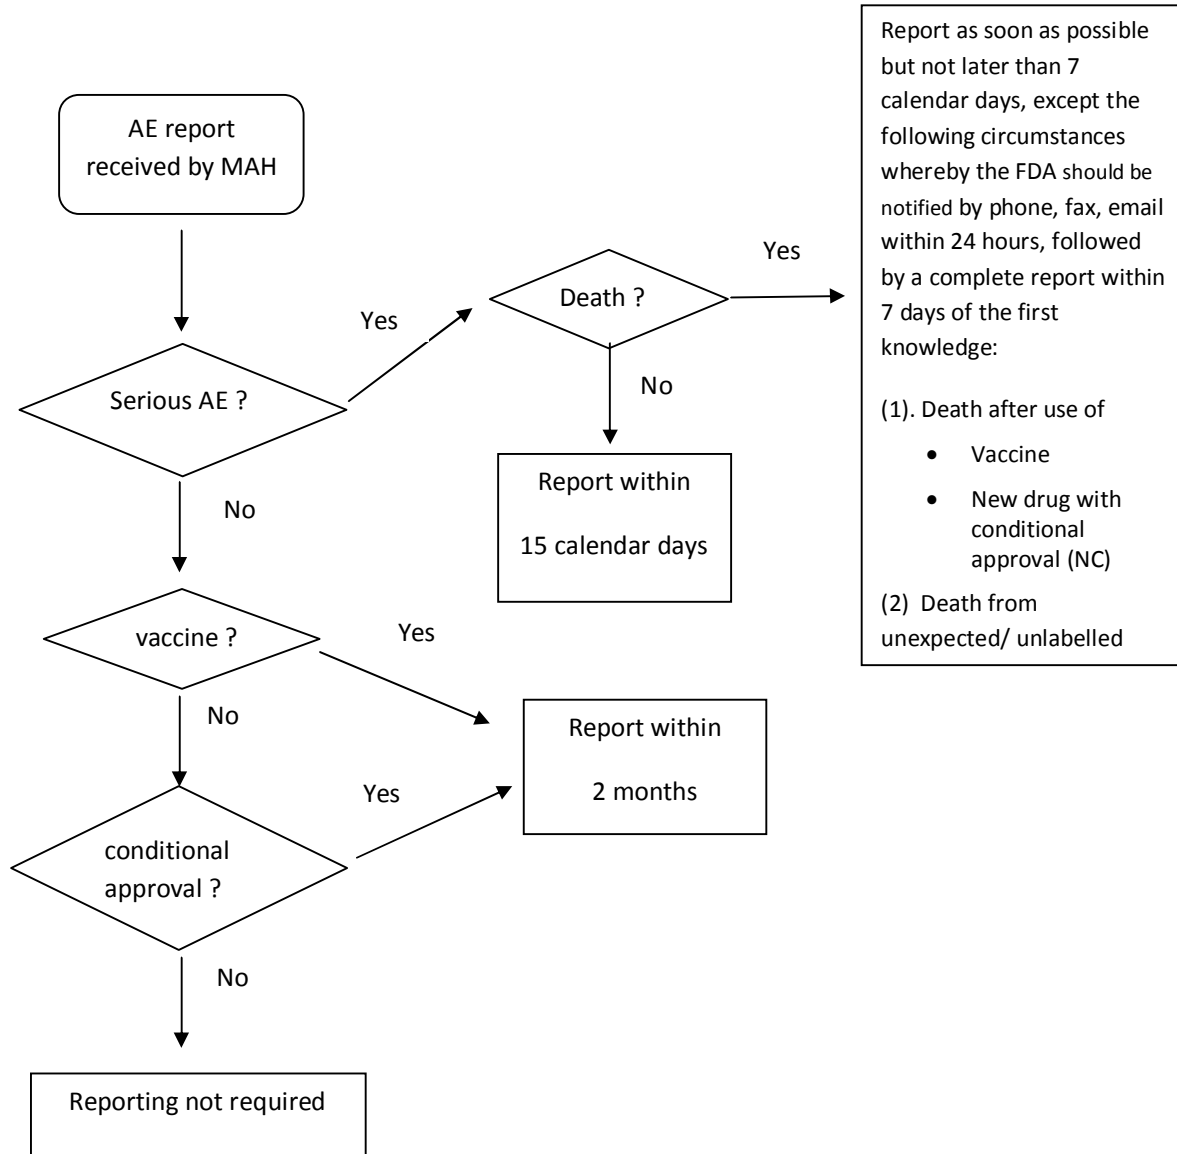 AE report
received by MAH
Serious AE ?
Yes
Death ?
Yes
Report as soon as possible
but not later than 7
calendar days, except the
following circumstances
whereby the FDA should be
notified by phone, fax, email
within 24 hours, followed
by a complete report within
7 days of the first
knowledge:
(1). Death after use of
• Vaccine
• New drug with
conditional
approval (NC)
(2) Death from
unexpected/ unlabelled
No
Report within
15 calendar days
No
vaccine ?
Yes
Report within
2 months
No
conditional
approval ?
Yes
No
Reporting not required